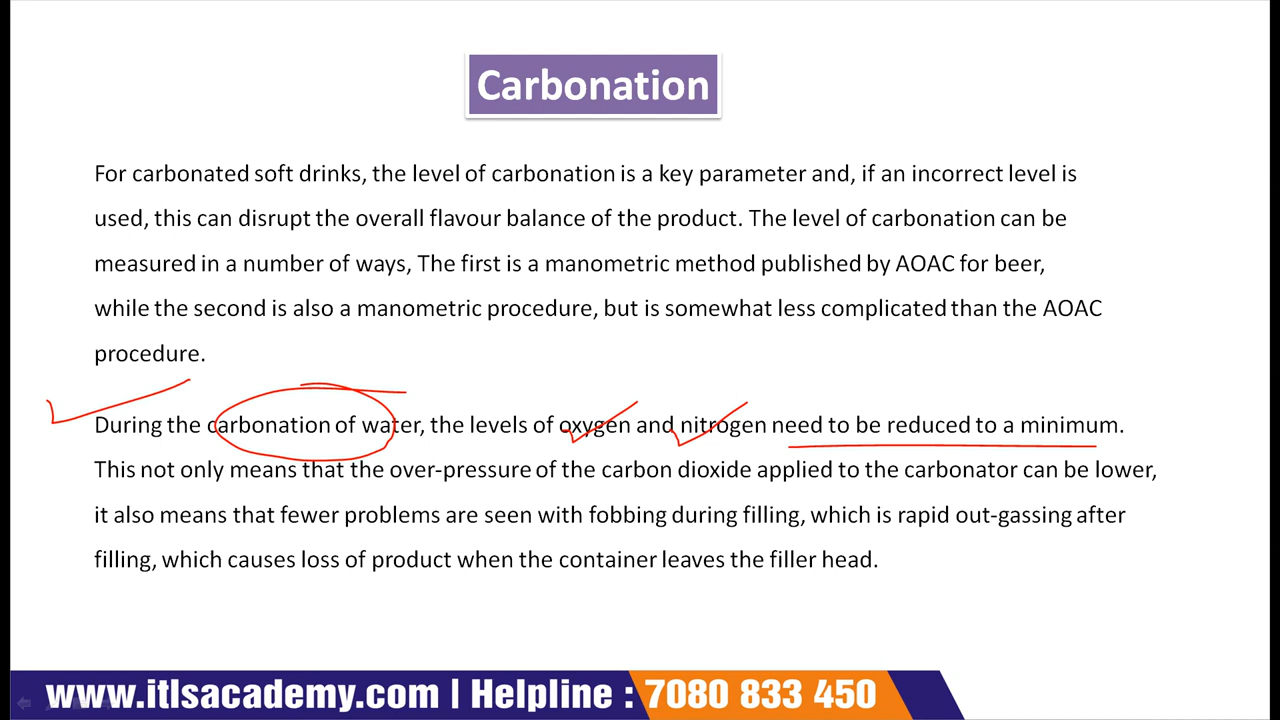 Carbonation
For carbonated soft drinks, the level of carbonation is a key parameter and, if an incorrect level is
used, this can disrupt the overall flavour balance of the product. The level of carbonation can be
measured in a number of ways, The first is a manometric method published by AOAC for beer,
while the second is also a manometric procedure, but is somewhat less complicated than the AOAC
procedure.
During the carbonation of water, the levels of oxygen and nitrogen need to be reduced to a minimum.
This not only means that the over-pressure of the carbon dioxide applied to the carbonator can be lower,
it also means that fewer problems are seen with fobbing during filling, which is rapid out-gassing after
filling, which causes loss of product when the container leaves the filler head.
www.itlsacademy.com | Helpline : 7080 833 450